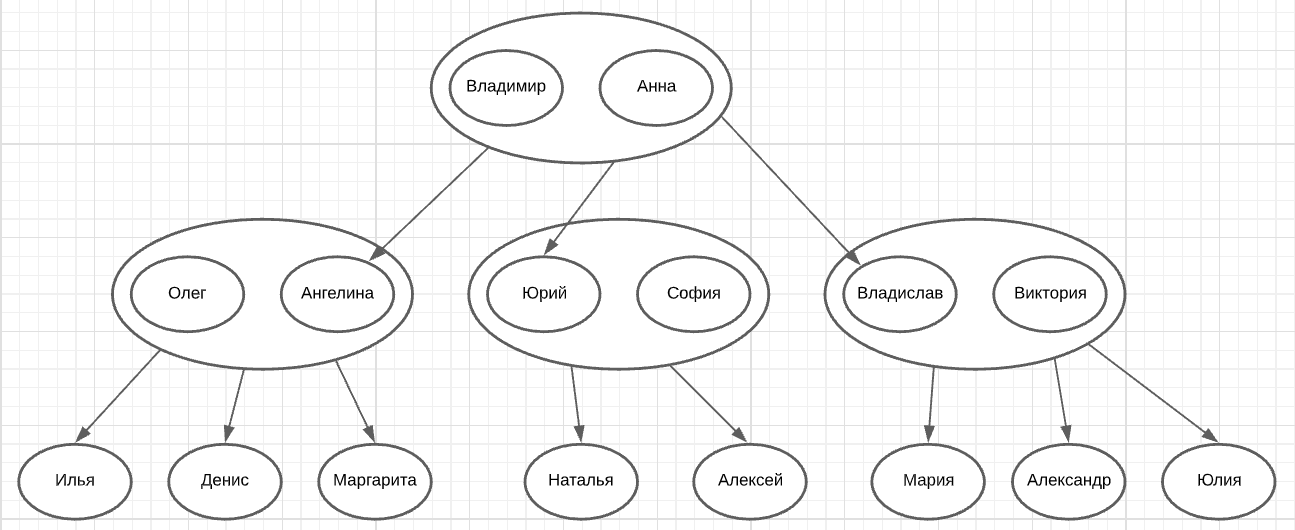 Владимир
Анна
Олег
Ангелина
Юрий
София
Владислав
Виктория
Илья
Денис
Маргарита
Наталья
Алексей
Мария
Александр
Юлия